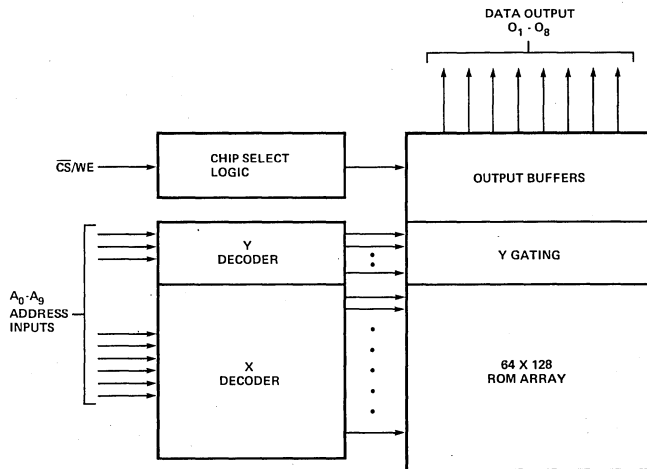 DATA OUTPUT
O₁ - O₈
C̅S̅/WE
CHIP SELECT
LOGIC
OUTPUT BUFFERS
Y
DECODER
Y GATING
A₀-A₉
ADDRESS
INPUTS
X
DECODER
64 X 128
ROM ARRAY